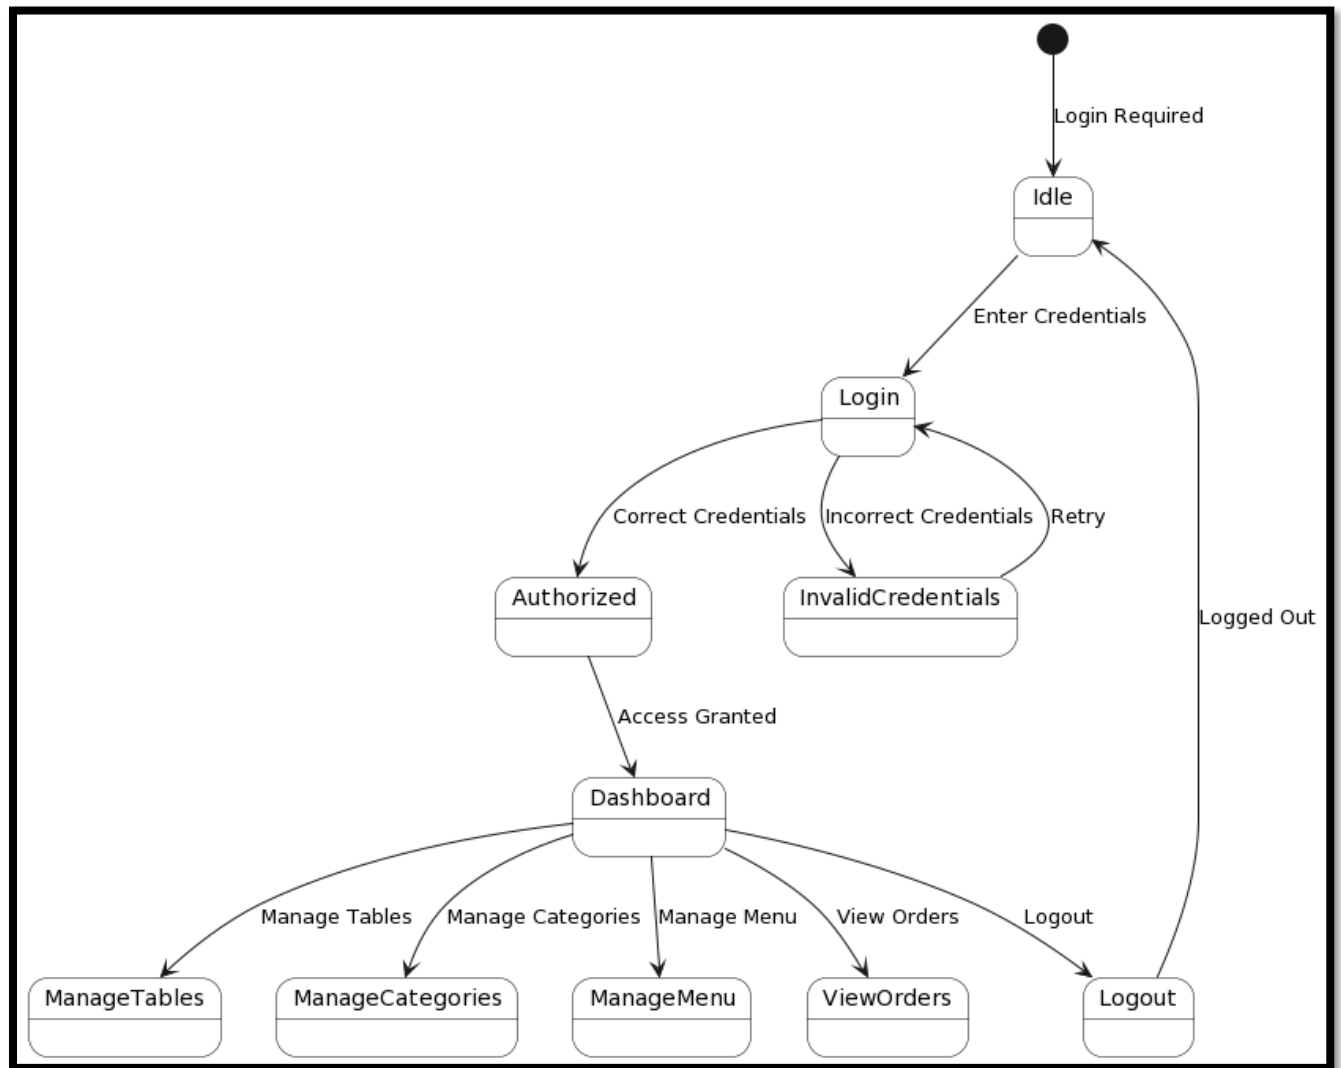 Login Required
Idle
Enter Credentials
Login
Correct Credentials
Incorrect Credentials
Retry
Authorized
InvalidCredentials
Logged Out
Access Granted
Dashboard
Manage Tables
Manage Categories
Manage Menu
View Orders
Logout
ManageTables
ManageCategories
ManageMenu
ViewOrders
Logout